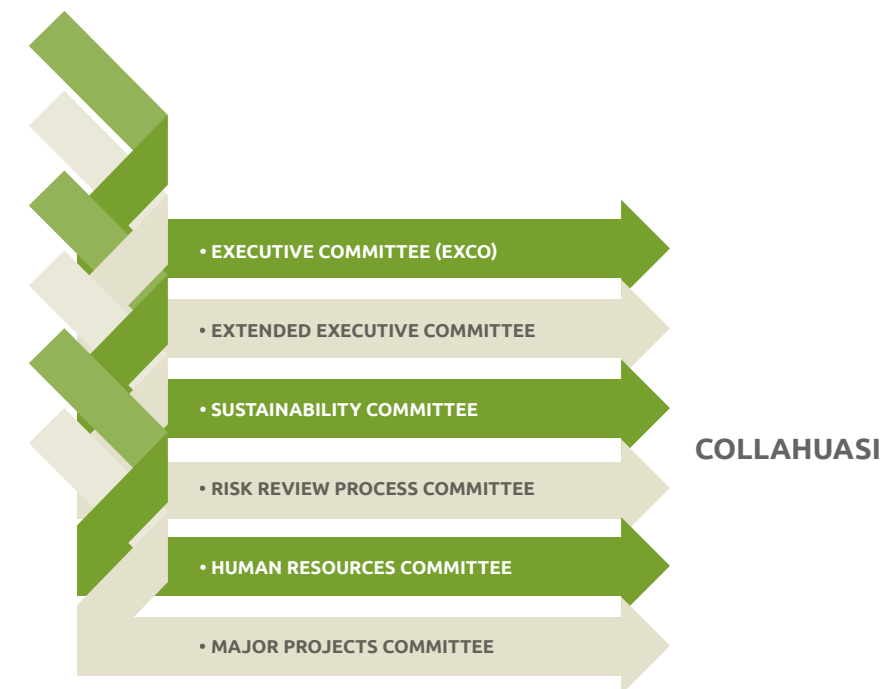 • EXECUTIVE COMMITTEE (EXCO)
• EXTENDED EXECUTIVE COMMITTEE
• SUSTAINABILITY COMMITTEE
COLLAHUASI
• RISK REVIEW PROCESS COMMITTEE
• HUMAN RESOURCES COMMITTEE
• MAJOR PROJECTS COMMITTEE